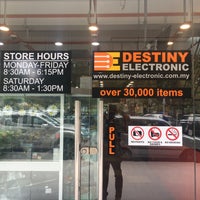 STORE HOURS
MONDAY-FRIDAY
8:30AM - 6:15PM
SATURDAY
8:30AM - 1:30PM
DESTINY
ELECTRONIC
www.destiny-electronic.com.my
over 30,000 items
PULL